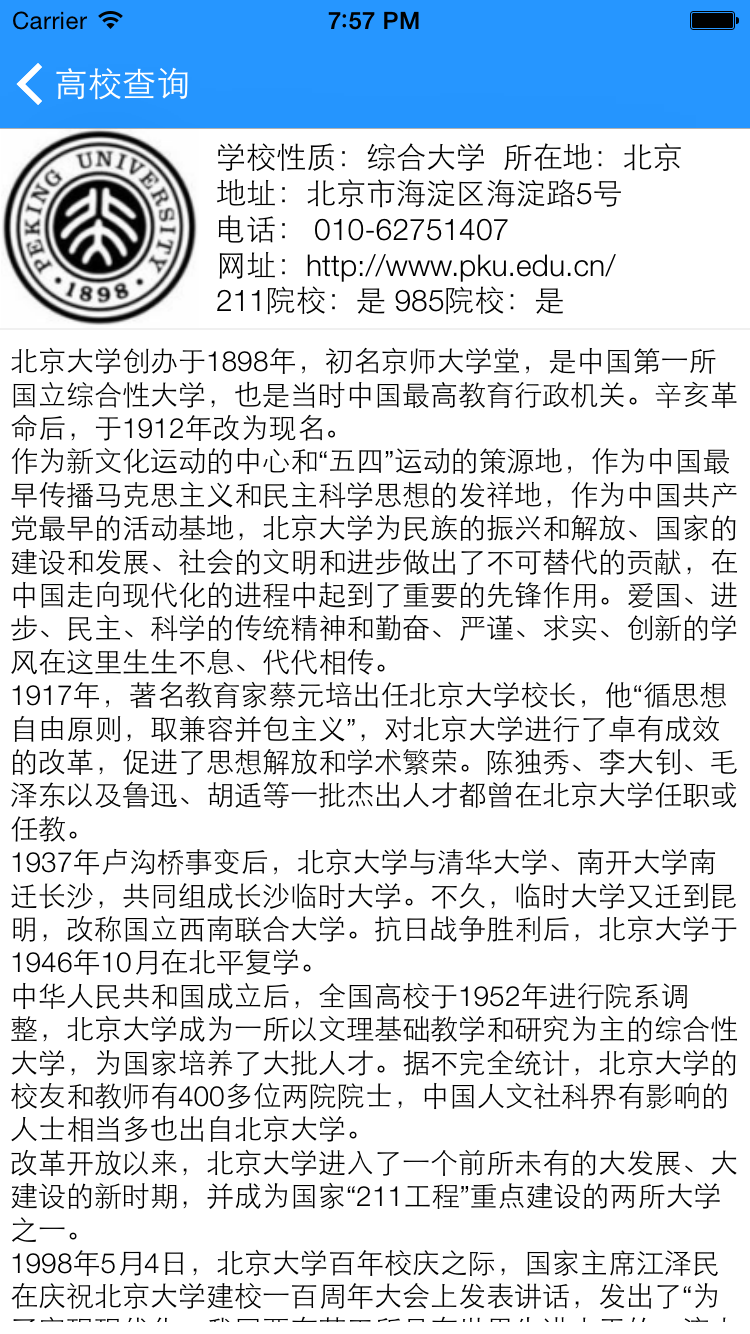 Carrier 7:57 PM
高校查询
PEKING UNIVERSITY
1898
学校性质：综合大学 所在地：北京
地址：北京市海淀区海淀路5号
电话： 010-62751407
网址：http://www.pku.edu.cn/
211院校：是 985院校：是
北京大学创办于1898年，初名京师大学堂，是中国第一所
国立综合性大学，也是当时中国最高教育行政机关。辛亥革
命后，于1912年改为现名。
作为新文化运动的中心和“五四”运动的策源地，作为中国最
早传播马克思主义和民主科学思想的发祥地，作为中国共产
党最早的活动基地，北京大学为民族的振兴和解放、国家的
建设和发展、社会的文明和进步做出了不可替代的贡献，在
中国走向现代化的进程中起到了重要的先锋作用。爱国、进
步、民主、科学的传统精神和勤奋、严谨、求实、创新的学
风在这里生生不息、代代相传。
1917年，著名教育家蔡元培出任北京大学校长，他“循思想
自由原则，取兼容并包主义”，对北京大学进行了卓有成效
的改革，促进了思想解放和学术繁荣。陈独秀、李大钊、毛
泽东以及鲁迅、胡适等一批杰出人才都曾在北京大学任职或
任教。
1937年卢沟桥事变后，北京大学与清华大学、南开大学南
迁长沙，共同组成长沙临时大学。不久，临时大学又迁到昆
明，改称国立西南联合大学。抗日战争胜利后，北京大学于
1946年10月在北平复学。
中华人民共和国成立后，全国高校于1952年进行院系调
整，北京大学成为一所以文理基础教学和研究为主的综合性
大学，为国家培养了大批人才。据不完全统计，北京大学的
校友和教师有400多位两院院士，中国人文社科界有影响的
人士相当多也出自北京大学。
改革开放以来，北京大学进入了一个前所未有的大发展、大
建设的新时期，并成为国家“211工程”重点建设的两所大学
之一。
1998年5月4日，北京大学百年校庆之际，国家主席江泽民
在庆祝北京大学建校一百周年大会上发表讲话，发出了“为